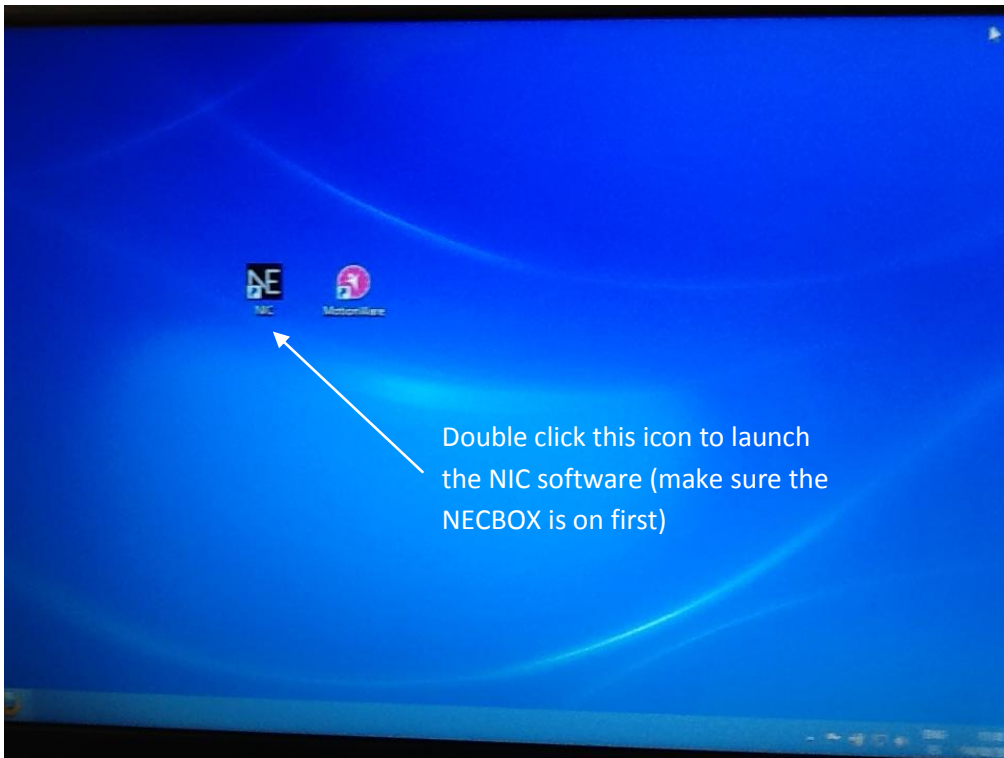 NE
NIC
MotionWare
Double click this icon to launch
the NIC software (make sure the
NECBOX is on first)